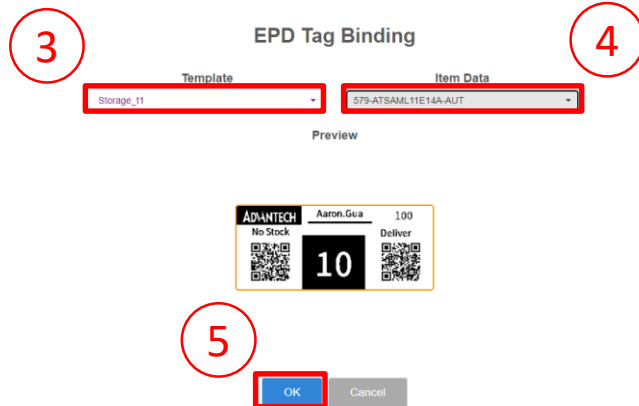 3
EPD Tag Binding
4
Template
Item Data
Storage_t1
579-ATSAML11E14A-AUT
Preview
ADVANTECH
Aaron.Gua
100
No Stock
Deliver
10
5
OK
Cancel